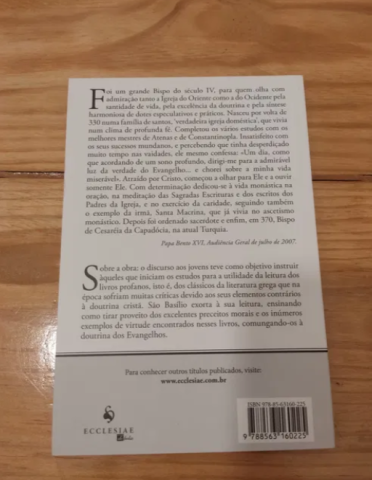 Foi um grande Bispo do século IV, para quem olha com
admiração tanto a Igreja do Oriente como a do Ocidente pela
santidade de vida, pela excelência da doutrina e pela síntese
harmoniosa de dotes especulativos e práticos. Nasceu por volta de
330 numa família de santos, 'verdadeira igreja doméstica', que vivia
num clima de profunda fé. Completou os vários estudos com os
melhores mestres de Atenas e de Constantinopla. Insatisfeito com
os seus sucessos mundanos, e percebendo que tinha desperdiçado
muito tempo nas vaidades, ele mesmo confessa: «Um dia, como
que acordando de um sono profundo, dirigi-me para a admirável
luz da verdade do Evangelho... e chorei sobre a minha vida
miserável». Atraído por Cristo, começou a olhar para Ele e a ouvir
somente Ele. Com determinação dedicou-se à vida monástica na
oração, na meditação das Sagradas Escrituras e dos escritos dos
Padres da Igreja, e no exercício da caridade, seguindo também
o exemplo da irmã, Santa Macrina, que já vivia no ascetismo
monástico. Depois foi ordenado sacerdote e enfim, em 370, Bispo
de Cesaréia da Capadócia, na atual Turquia.
Papa Bento XVI, Audiência Geral de julho de 2007.
Sobre a obra: o discurso aos jovens teve como objetivo instruir
àqueles que iniciam os estudos para a utilidade da leitura dos
livros profanos, isto é, dos clássicos da literatura grega que na
época sofriam muitas críticas devido aos seus elementos contrários
à doutrina cristã. São Basílio exorta à sua leitura, ensinando
como tirar proveito dos excelentes preceitos morais e os inúmeros
exemplos de virtude encontrados nesses livros, comungando-os à
doutrina dos Evangelhos.
Para conhecer outros títulos publicados, visite:
www.ecclesiae.com.br
ISBN 978-85-63160-22-5
9 788563 160225
ECCLESIAE